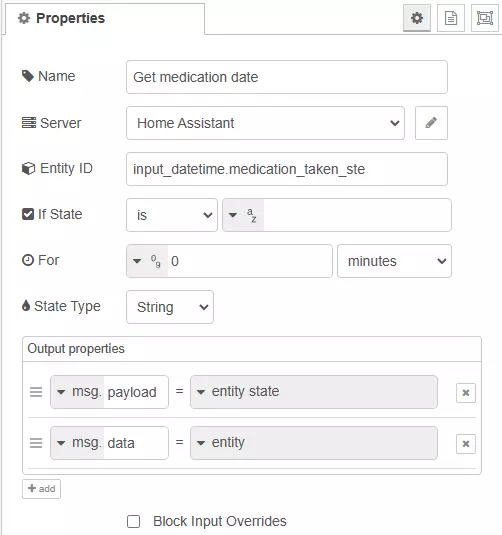 Properties
Name Get medication date
Server Home Assistant
Entity ID input_datetime.medication_taken_ste
If State is a z
For 0 9 0 minutes
State Type String
Output properties
msg. payload = entity state
msg. data = entity
+ add
Block Input Overrides